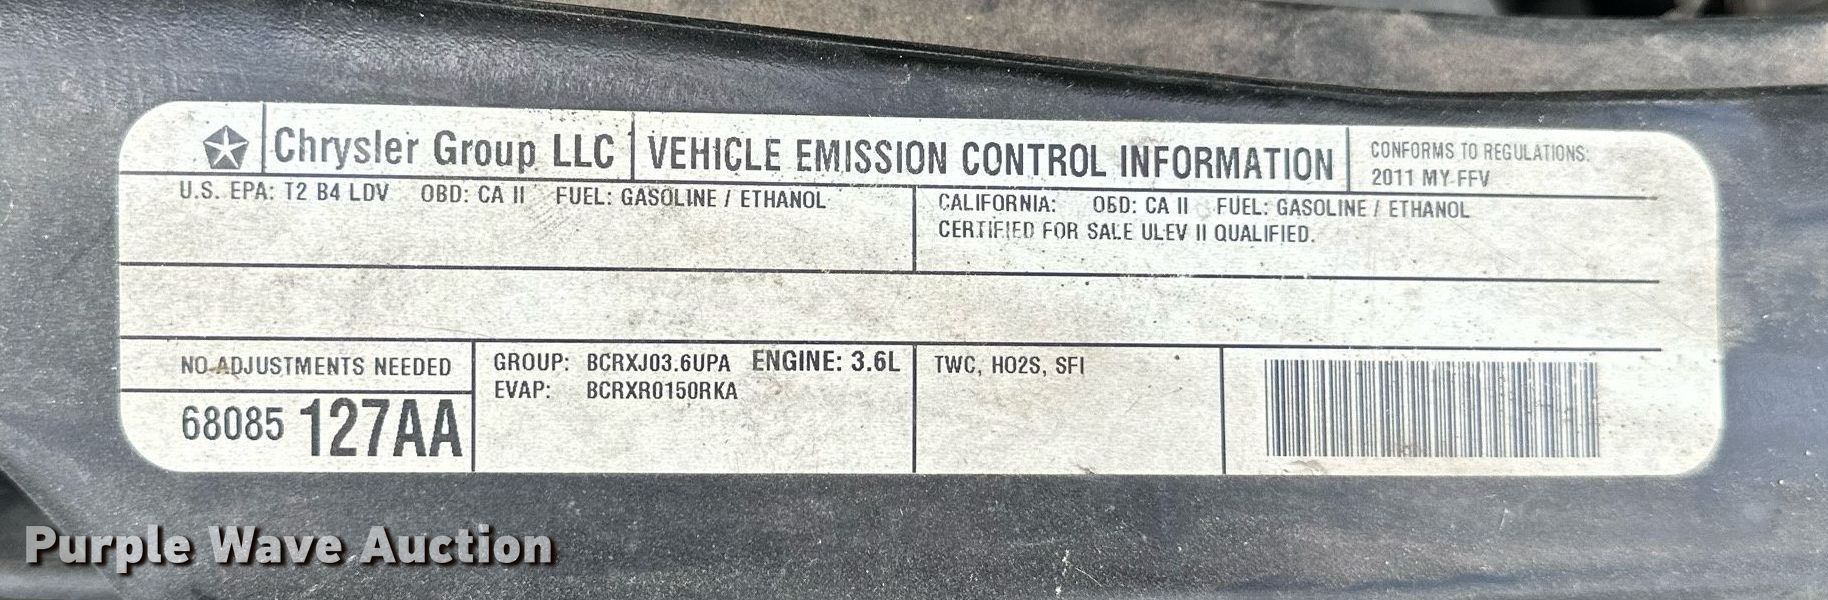 Chrysler Group LLC VEHICLE EMISSION CONTROL INFORMATION
CONFORMS TO REGULATIONS:
2011 MY FFV
U.S. EPA: T2 B4 LDV OBD: CA II FUEL: GASOLINE / ETHANOL
CALIFORNIA: OBD: CA II FUEL: GASOLINE / ETHANOL
CERTIFIED FOR SALE ULEV II QUALIFIED.
NO ADJUSTMENTS NEEDED
68085 127AA
GROUP: BCRXJ03.6UPA ENGINE: 3.6L
EVAP: BCRXR0150RKA
TWC, HO2S, SFI
Purple Wave Auction